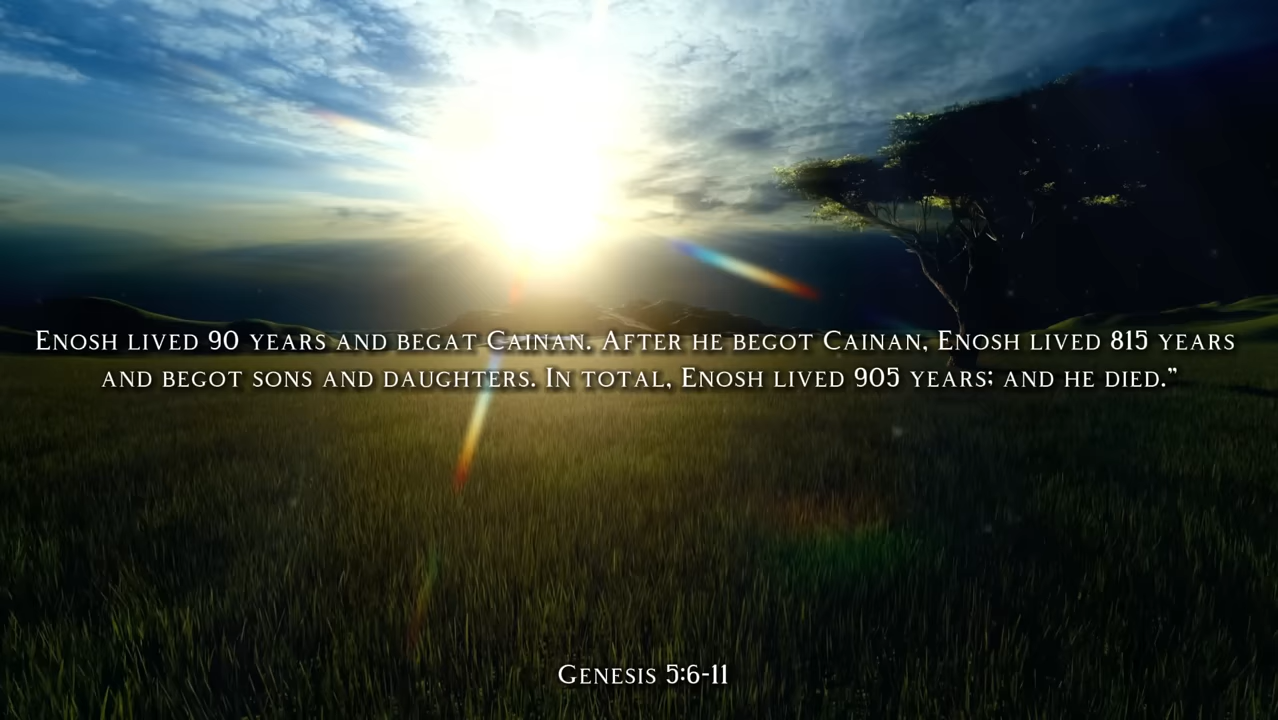 Enosh lived 90 years and begat Cainan. After he begot Cainan, Enosh lived 815 years
and begot sons and daughters. In total, Enosh lived 905 years; and he died.”
Genesis 5:6-11